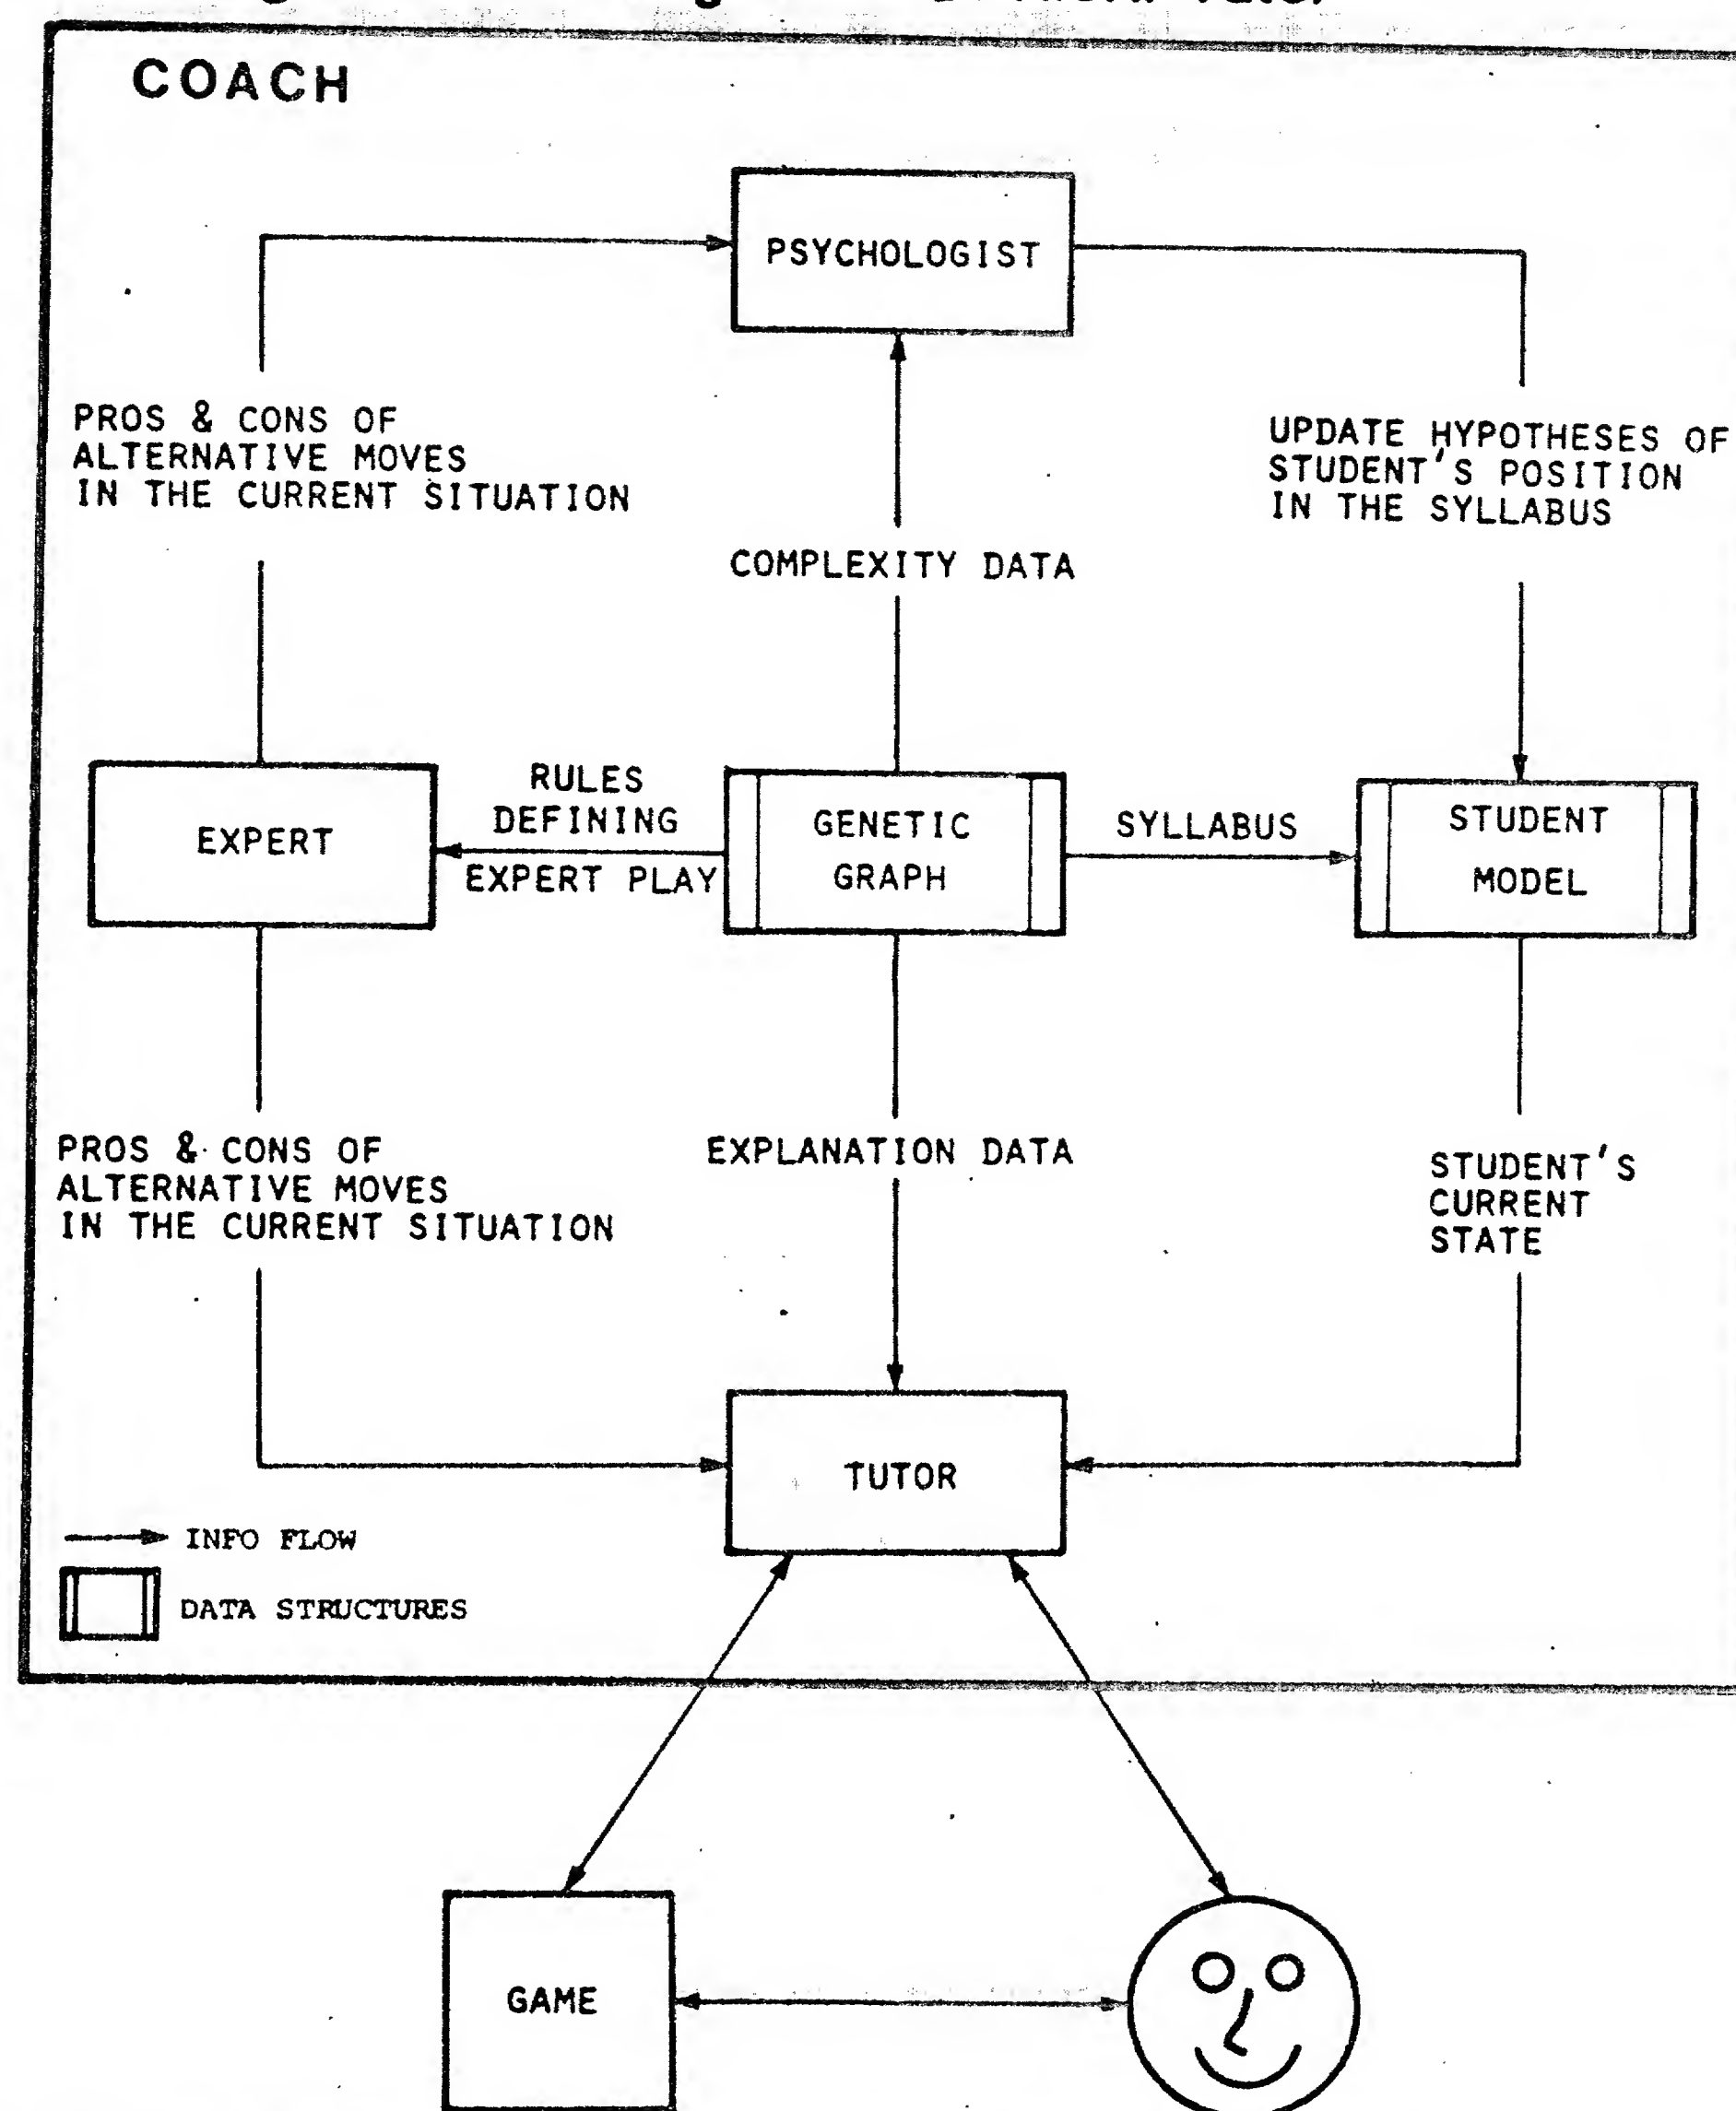 COACH
PSYCHOLOGIST
PROS & CONS OF
ALTERNATIVE MOVES
IN THE CURRENT SITUATION
UPDATE HYPOTHESES OF
STUDENT'S POSITION
IN THE SYLLABUS
COMPLEXITY DATA
EXPERT
RULES
DEFINING
EXPERT PLAY
GENETIC
GRAPH
SYLLABUS
STUDENT
MODEL
PROS & CONS OF
ALTERNATIVE MOVES
IN THE CURRENT SITUATION
EXPLANATION DATA
STUDENT'S
CURRENT
STATE
TUTOR
INFO FLOW
DATA STRUCTURES
GAME